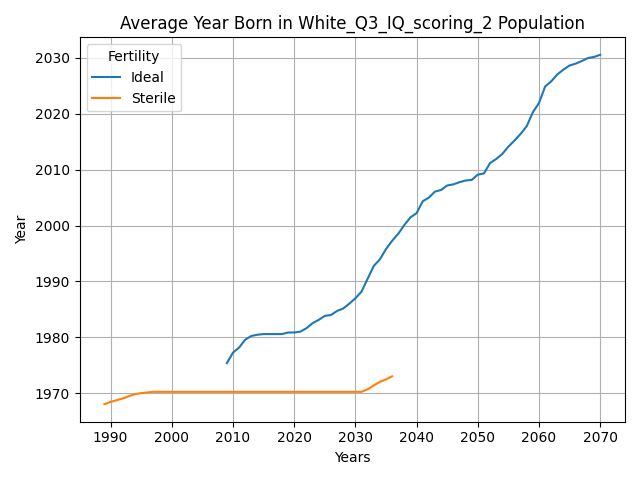 Average Year Born in White_Q3_IQ_scoring_2 Population
Fertility
Ideal
Sterile
Year
2030
2020
2010
2000
1990
1980
1970
1990 2000 2010 2020 2030 2040 2050 2060 2070
Years